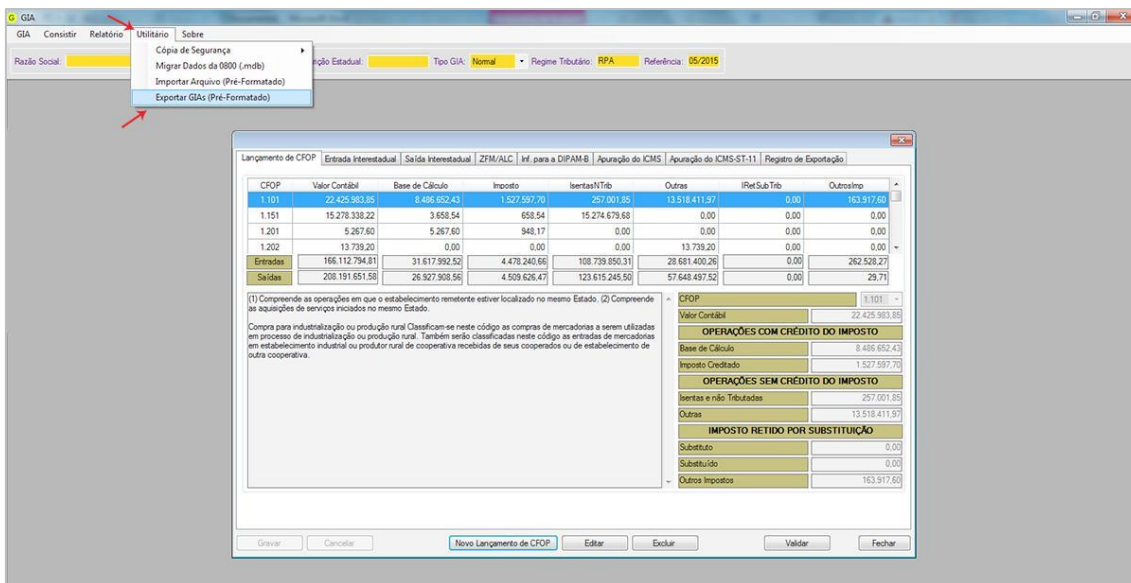 G GIA
GIA Consistir Relatório Utilitário Sobre
Cópia de Segurança
Migrar Dados da 0800 (.mdb)
Importar Arquivo (Pré-Formatado)
Exportar GIAs (Pré-Formatado)
Razão Social: rição Estadual: Tipo GIA: Normal Regime Tributário: RPA Referência: 05/2015
Lançamento de CFOP Entrada Interestadual Saída Interestadual ZFM/ALC Inf. para a DIPAM-B Apuração do ICMS Apuração do ICMS-ST-11 Registro de Exportação
CFOP Valor Contábil Base de Cálculo Imposto IsentasNTrib Outras IRetSubTrib OutrosImp
1.101 22.425.983,85 8.486.652,43 1.527.597,70 257.001,85 13.518.411,97 0,00 163.917,60
1.151 15.278.338,22 3.658,54 658,54 15.274.679,68 0,00 0,00 0,00
1.201 5.267,60 5.267,60 948,17 0,00 0,00 0,00 0,00
1.202 13.739,20 0,00 0,00 0,00 13.739,20 0,00 0,00
Entradas 166.112.794,81 31.617.992,52 4.478.240,66 108.739.850,31 28.681.400,26 0,00 262.528,27
Saídas 208.191.651,58 26.927.908,56 4.509.626,47 123.615.245,50 57.648.497,52 0,00 29,71
(1) Compreende as operações em que o estabelecimento remetente estiver localizado no mesmo Estado. (2) Compreende
as aquisições de serviços iniciados no mesmo Estado.
Compra para industrialização ou produção rural Classificam-se neste código as compras de mercadorias a serem utilizadas
em processo de industrialização ou produção rural. Também serão classificadas neste código as entradas de mercadorias
em estabelecimento industrial ou produtor rural de cooperativa recebidas de seus cooperados ou de estabelecimento de
outra cooperativa.
CFOP 1.101
Valor Contábil 22.425.983,85
OPERAÇÕES COM CRÉDITO DO IMPOSTO
Base de Cálculo 8.486.652,43
Imposto Creditado 1.527.597,70
OPERAÇÕES SEM CRÉDITO DO IMPOSTO
Isentas e não Tributadas 257.001,85
Outras 13.518.411,97
IMPOSTO RETIDO POR SUBSTITUIÇÃO
Substituto 0,00
Substituído 0,00
Outros Impostos 163.917,60
Gravar Cancelar Novo Lançamento de CFOP Editar Excluir Validar Fechar